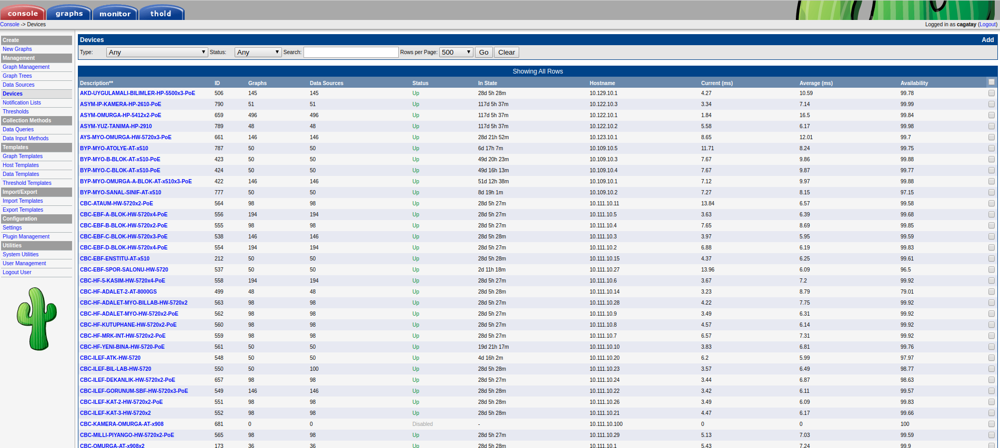 console graphs monitor thold
Console -> Devices Logged in as cagatay (Logout)
Create
New Graphs
Management
Graph Management
Graph Trees
Data Sources
Devices
Notification Lists
Thresholds
Collection Methods
Data Queries
Data Input Methods
Templates
Graph Templates
Host Templates
Data Templates
Threshold Templates
Import/Export
Import Templates
Export Templates
Configuration
Settings
Plugin Management
Utilities
System Utilities
User Management
Logout User
Devices Add
Type: Any Status: Any Search: Rows per Page: 500 Go Clear
Showing All Rows
Description** ID Graphs Data Sources Status In State Hostname Current (ms) Average (ms) Availability
AKD-UYGULAMALI-BILIMLER-HP-5500x3-PoE 506 145 145 Up 28d 5h 28m 10.129.10.1 4.27 10.59 99.78
ASYM-IP-KAMERA-HP-2610-PoE 790 51 51 Up 117d 5h 37m 10.122.10.3 3.34 7.14 99.99
ASYM-OMURGA-HP-5412x2-PoE 659 496 496 Up 117d 5h 37m 10.122.10.1 1.84 16.5 99.84
ASYM-YUZ-TANIMA-HP-2910 789 48 48 Up 117d 5h 37m 10.122.10.2 5.58 6.17 99.98
AYS-MYO-OMURGA-HW-5720x3-PoE 661 146 146 Up 28d 21h 52m 10.123.10.1 8.65 12.01 99.7
BYP-MYO-ATOLYE-AT-x510 787 50 50 Up 6d 17h 7m 10.109.10.5 11.71 8.24 99.75
BYP-MYO-B-BLOK-AT-x510-PoE 423 50 50 Up 49d 20h 23m 10.109.10.3 7.67 9.86 99.88
BYP-MYO-C-BLOK-AT-x510-PoE 424 50 50 Up 49d 16h 13m 10.109.10.4 7.67 9.87 99.77
BYP-MYO-OMURGA-A-BLOK-AT-x510x3-PoE 422 146 146 Up 51d 12h 38m 10.109.10.1 7.12 9.97 99.88
BYP-MYO-SANAL-SINIF-AT-x510 777 50 50 Up 8d 19h 1m 10.109.10.2 7.27 8.15 97.15
CBC-ATAUM-HW-5720x2-PoE 564 98 98 Up 28d 5h 27m 10.111.10.11 13.84 6.57 99.58
CBC-EBF-A-BLOK-HW-5720x4-PoE 556 194 194 Up 28d 5h 27m 10.111.10.5 3.63 6.39 99.68
CBC-EBF-B-BLOK-HW-5720x2-PoE 555 98 98 Up 28d 5h 27m 10.111.10.4 7.65 8.69 99.85
CBC-EBF-C-BLOK-HW-5720x3-PoE 538 146 146 Up 28d 5h 28m 10.111.10.3 3.97 5.95 99.59
CBC-EBF-D-BLOK-HW-5720x4-PoE 554 194 194 Up 28d 5h 27m 10.111.10.2 6.88 6.19 99.83
CBC-EBF-ENSTITU-AT-x510 212 50 50 Up 28d 5h 28m 10.111.10.15 4.37 6.25 99.61
CBC-EBF-SPOR-SALONU-HW-5720 537 50 50 Up 2d 11h 18m 10.111.10.27 13.96 6.09 96.5
CBC-HF-5-KASIM-HW-5720x4-PoE 558 194 194 Up 28d 5h 27m 10.111.10.6 3.67 7.2 99.92
CBC-HF-ADALET-2-AT-8000GS 499 48 48 Up 28d 5h 28m 10.111.10.14 3.23 8.79 79.01
CBC-HF-ADALET-MYO-BILLAB-HW-5720x2 563 98 98 Up 28d 5h 27m 10.111.10.28 4.22 7.75 99.92
CBC-HF-ADALET-MYO-HW-5720x2-PoE 562 98 98 Up 28d 5h 27m 10.111.10.9 3.49 6.31 99.92
CBC-HF-KUTUPHANE-HW-5720x2-PoE 560 98 98 Up 28d 5h 27m 10.111.10.8 4.57 6.14 99.92
CBC-HF-MRK-INT-HW-5720x2-PoE 559 98 98 Up 28d 5h 27m 10.111.10.7 6.57 7.31 99.92
CBC-HF-YENI-BINA-HW-5720-PoE 561 50 50 Up 19d 21h 17m 10.111.10.10 3.83 6.81 99.76
CBC-ILEF-ATK-HW-5720 548 50 50 Up 4d 16h 2m 10.111.10.20 6.2 5.99 97.97
CBC-ILEF-BIL-LAB-HW-5720 550 50 100 Up 28d 5h 28m 10.111.10.23 3.57 6.49 98.77
CBC-ILEF-DEKANLIK-HW-5720x2-PoE 657 98 98 Up 28d 5h 27m 10.111.10.24 3.44 6.87 98.63
CBC-ILEF-GORUNUM-SBF-HW-5720x3-PoE 549 146 146 Up 28d 5h 28m 10.111.10.22 3.42 6.11 99.57
CBC-ILEF-KAT-2-HW-5720x2-PoE 551 98 98 Up 28d 5h 28m 10.111.10.26 3.49 6.09 99.83
CBC-ILEF-KAT-3-HW-5720x2 552 98 98 Up 28d 5h 28m 10.111.10.21 4.47 6.17 99.66
CBC-KAMERA-OMURGA-AT-x908 681 0 0 Disabled - 10.111.10.100 0 0 100
CBC-MILLI-PIYANGO-HW-5720x2-PoE 565 98 98 Up 28d 5h 27m 10.111.10.29 5.13 7.03 99.59
CBC-OMURGA-AT-x908x2 173 36 36 Up 28d 5h 28m 10.111.10.1 5.43 7.24 99.9